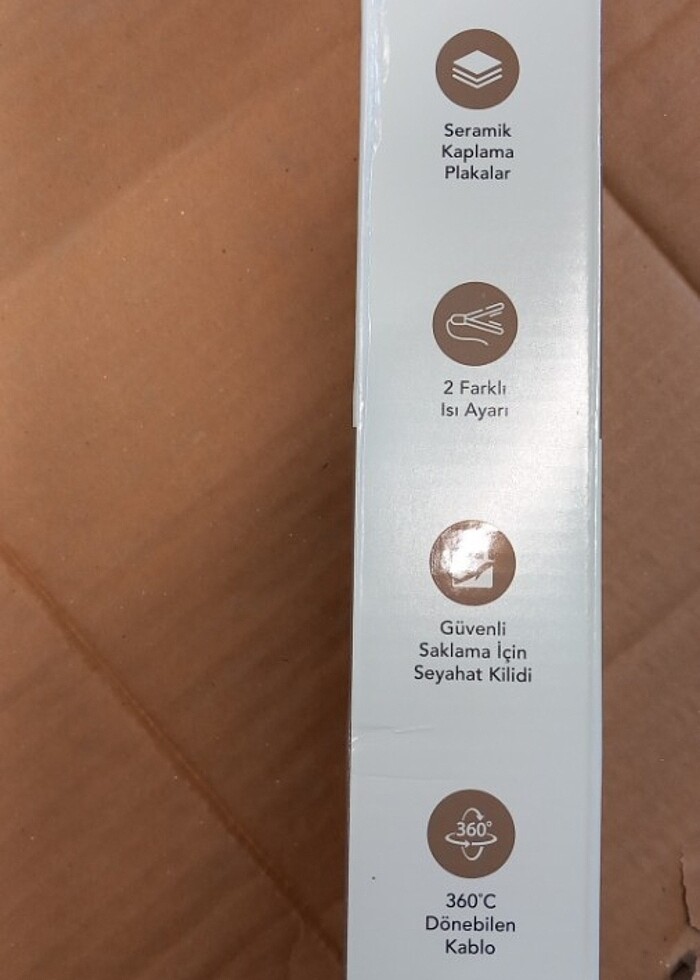 Seramik
Kaplama
Plakalar
2 Farklı
Isı Ayarı
Güvenli
Saklama İçin
Seyahat Kilidi
360°
360°C
Dönebilen
Kablo